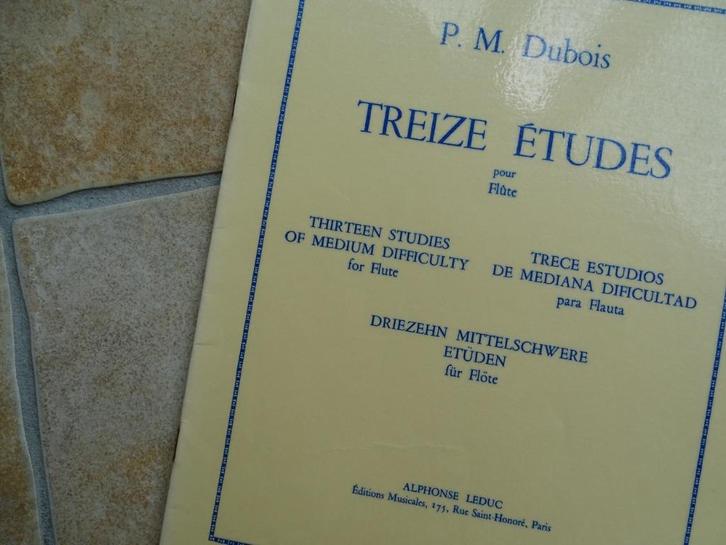 P. M. Dubois
TREIZE ÉTUDES
pour
Flûte
THIRTEEN STUDIES
OF MEDIUM DIFFICULTY
for Flute
TRECE ESTUDIOS
DE MEDIANA DIFICULTAD
para Flauta
DRIEZEHN MITTELSCHWERE
ETÜDEN
für Flöte
ALPHONSE LEDUC
Éditions Musicales, 175, Rue Saint-Honoré, Paris